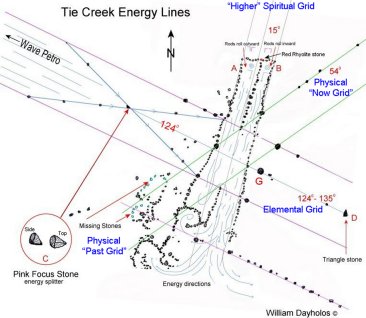 Tie Creek Energy Lines
"Higher" Spiritual Grid
15°
Rods roll outward
Rods roll inward
Wave Petro
N
A
B
Red Rhyolite stone
54°
Physical
"Now Grid"
124°
G
124°- 135°
Elemental Grid
D
Side
Top
Missing Stones
C
Physical
"Past Grid"
Triangle stone
Pink Focus Stone
energy splitter
Energy directions
William Dayholos ©